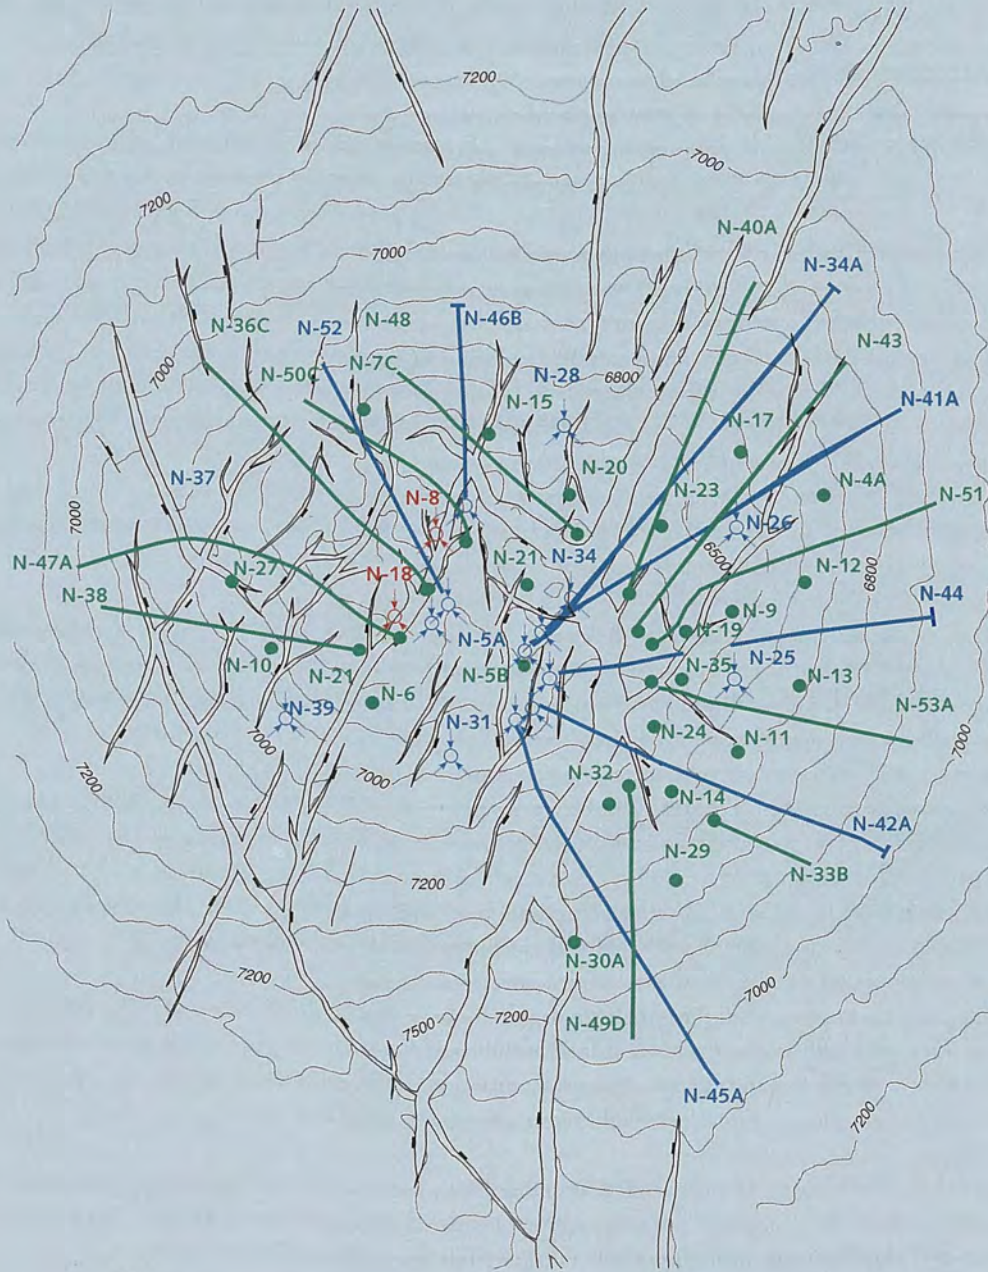 7200
7000
7200
N-40A
7000
N-34A
N-36C
N-52
N-48
N-46B
N-43
7000
N-50C
N-7C
N-28
6800
N-41A
N-15
N-17
N-37
N-20
N-8
N-23
N-4A
N-51
7000
N-26
N-47A
N-34
6500
N-27
N-18
N-21
N-12
6800
N-38
N-44
N-9
N-5A
N-19
N-10
N-21
N-5B
N-35
N-25
N-13
N-6
N-39
N-53A
N-31
N-24
7000
N-11
7000
7200
7000
N-32
N-14
N-42A
N-29
N-33B
7200
N-30A
7200
7000
7500
7200
N-49D
N-45A
7200